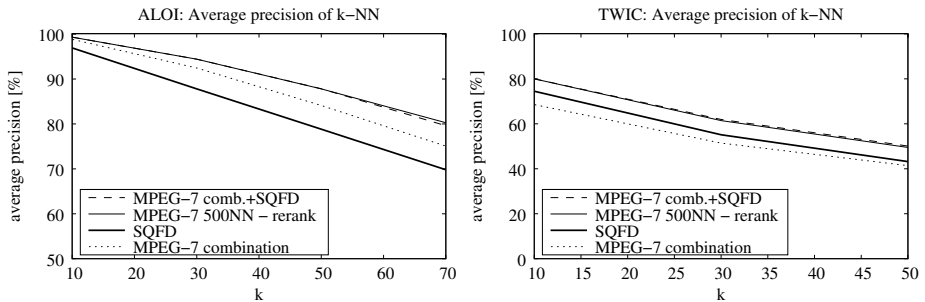 ALOI: Average precision of k−NN
average precision [%]
100
90
80
70
60
50
MPEG−7 comb.+SQFD
MPEG−7 500NN − rerank
SQFD
MPEG−7 combination
10 20 30 40 50 60 70
k
TWIC: Average precision of k−NN
average precision [%]
100
80
60
40
20
0
MPEG−7 comb.+SQFD
MPEG−7 500NN − rerank
SQFD
MPEG−7 combination
10 15 20 25 30 35 40 45 50
k